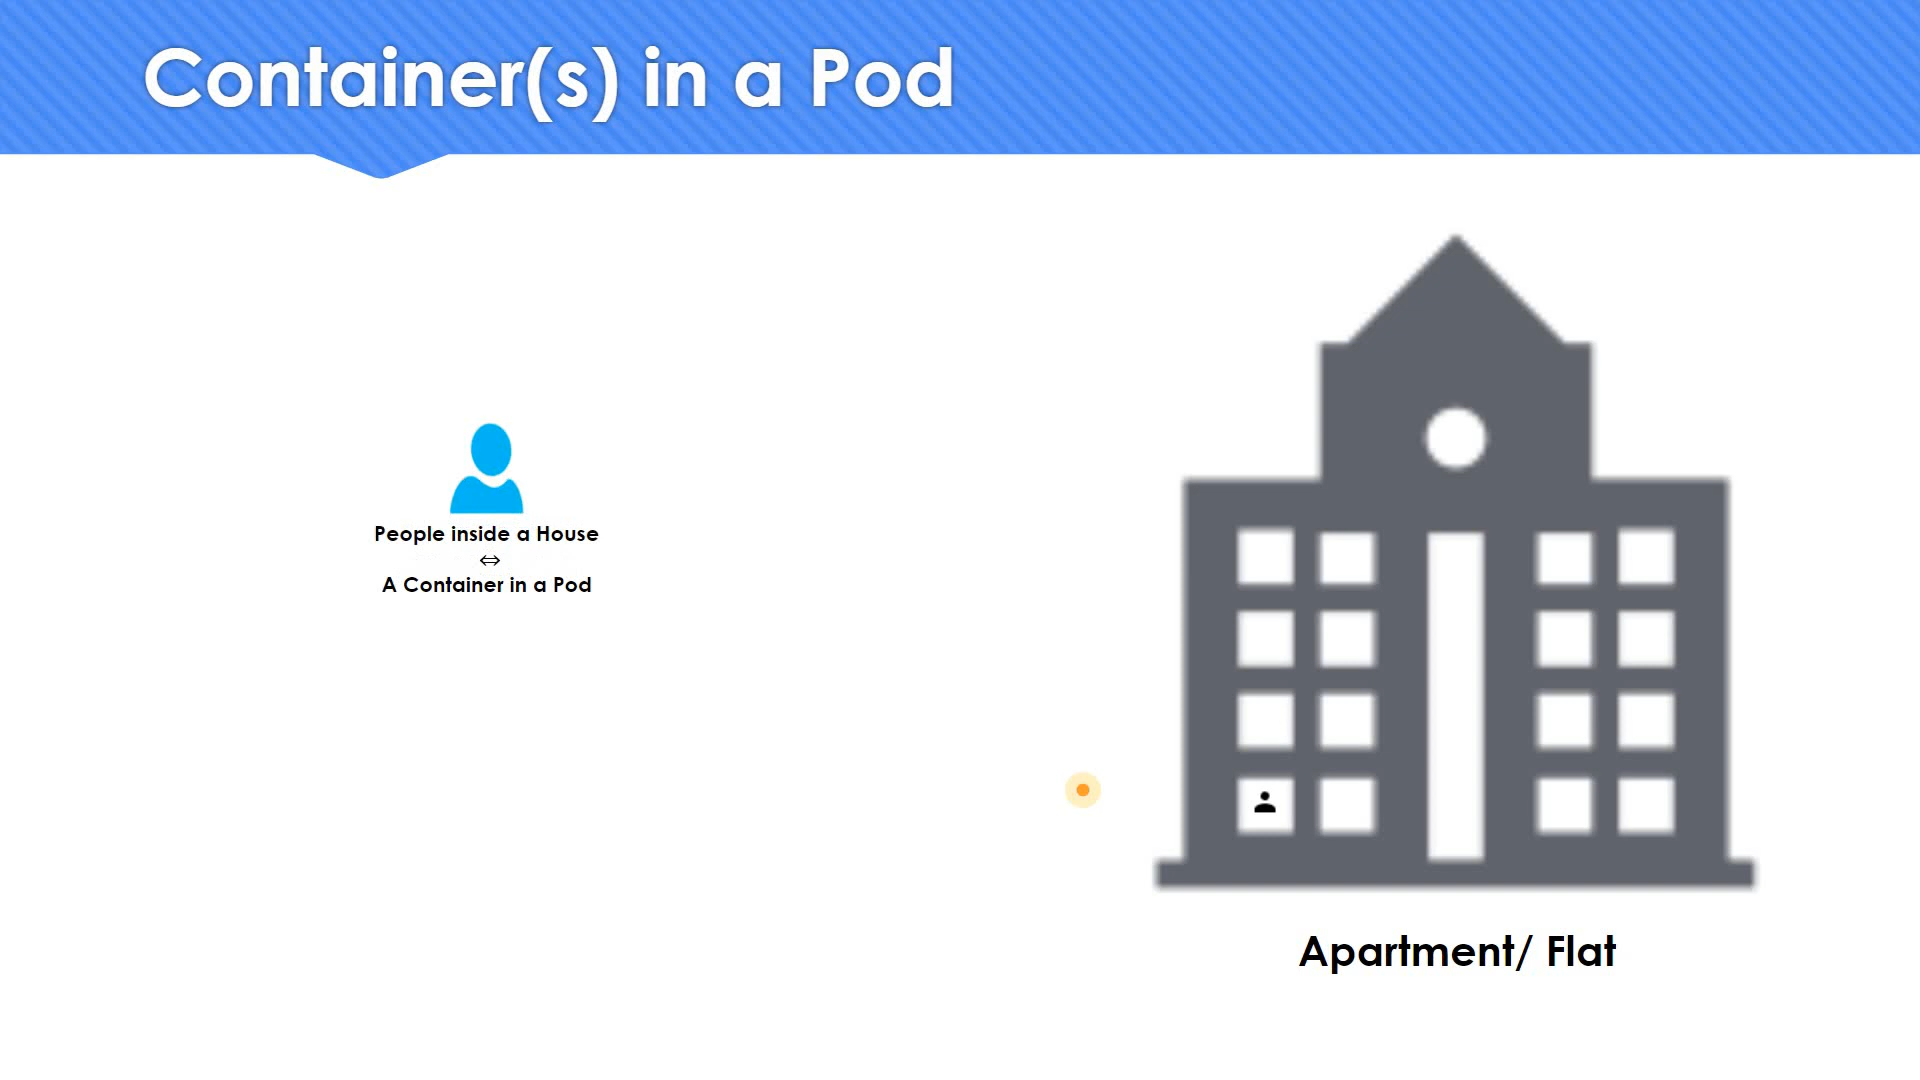 Container(s) in a Pod
People inside a House
⇔
A Container in a Pod
Apartment/ Flat